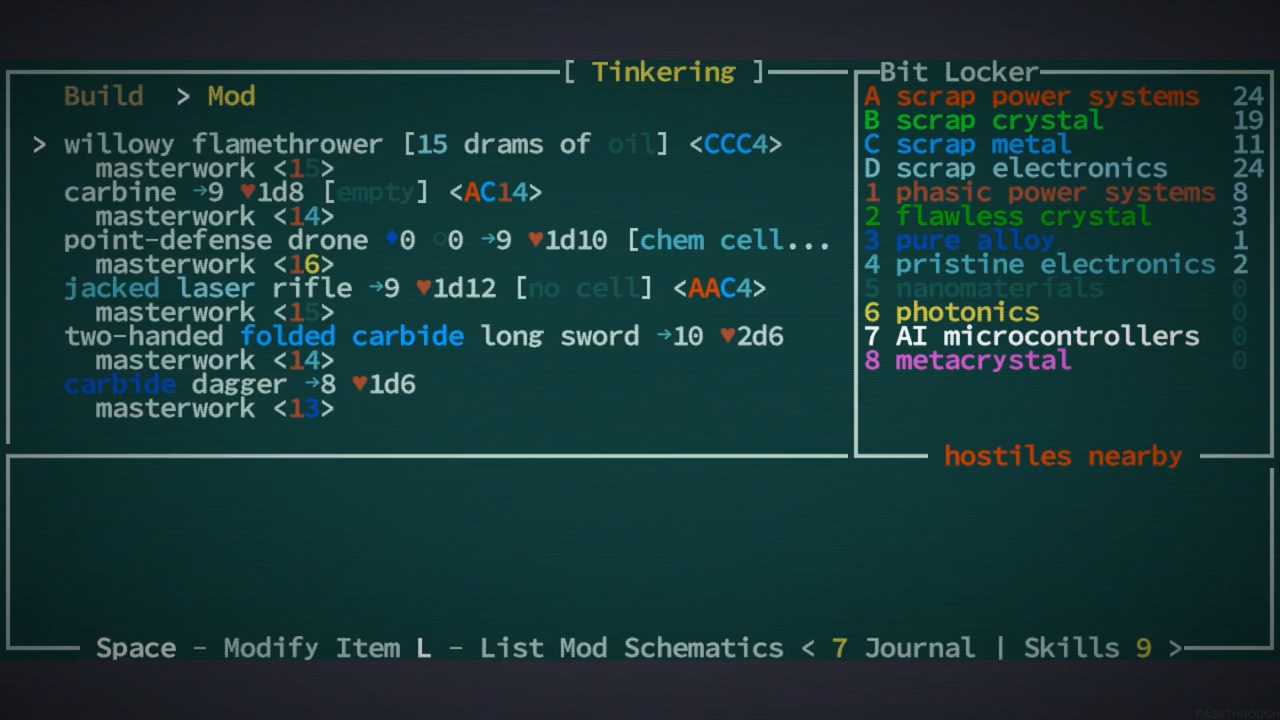 [ Tinkering ]
Build > Mod
> willowy flamethrower [15 drams of oil] <CCC4>
masterwork <15>
carbine →9 ♥1d8 [empty] <AC14>
masterwork <14>
point-defense drone ♦0 ○0 →9 ♥1d10 [chem cell...
masterwork <16>
jacked laser rifle →9 ♥1d12 [no cell] <AAC4>
masterwork <15>
two-handed folded carbide long sword →10 ♥2d6
masterwork <14>
carbide dagger →8 ♥1d6
masterwork <13>
Bit Locker
A scrap power systems 24
B scrap crystal 19
C scrap metal 11
D scrap electronics 24
1 phasic power systems 8
2 flawless crystal 3
3 pure alloy 1
4 pristine electronics 2
5 nanomaterials 0
6 photonics 0
7 AI microcontrollers 0
8 metacrystal 0
hostiles nearby
Space - Modify Item L - List Mod Schematics < 7 Journal | Skills 9 >